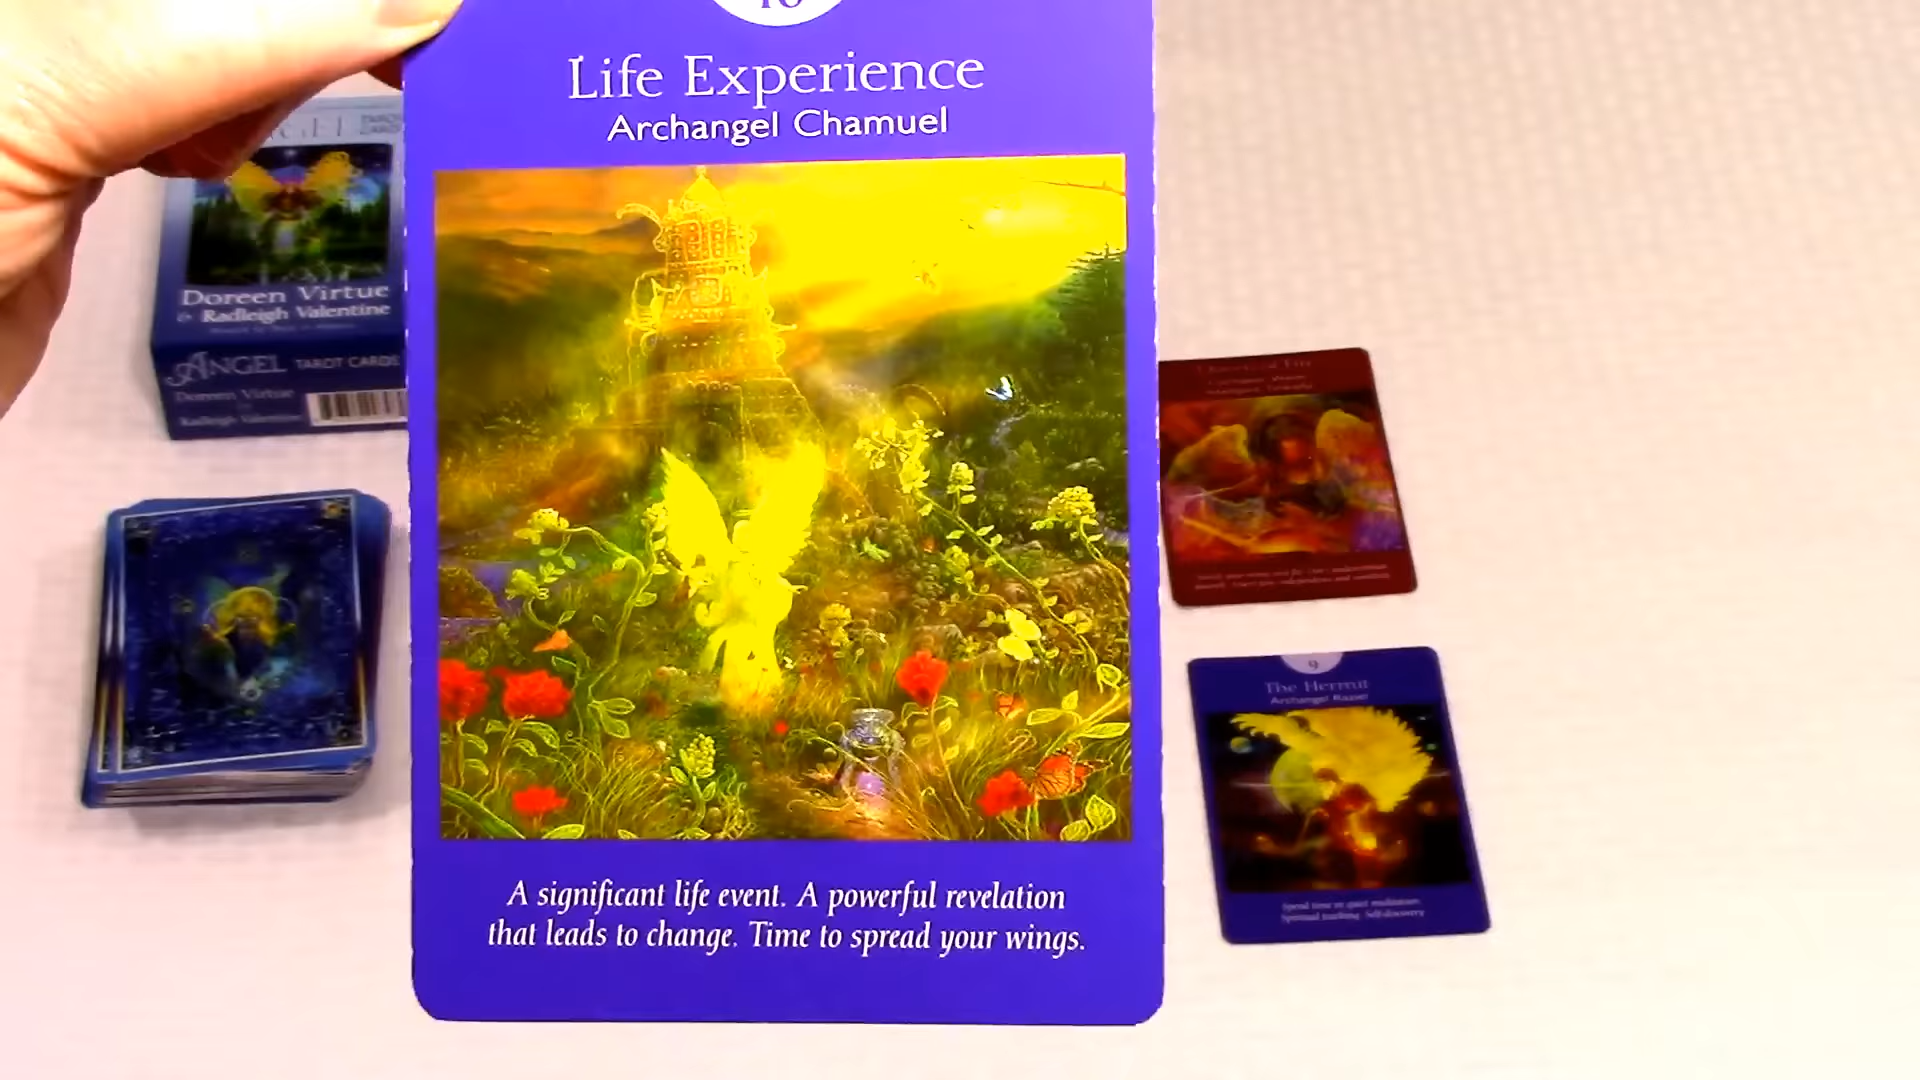 Life Experience
Archangel Chamuel
A significant life event. A powerful revelation
that leads to change. Time to spread your wings.
Doreen Virtue
& Radleigh Valentine
ANGEL TAROT CARDS
Doreen Virtue
Radleigh Valentine
9
The Hermit
Archangel Raziel
Spend time in quiet meditation.
Spiritual teaching. Self-discovery